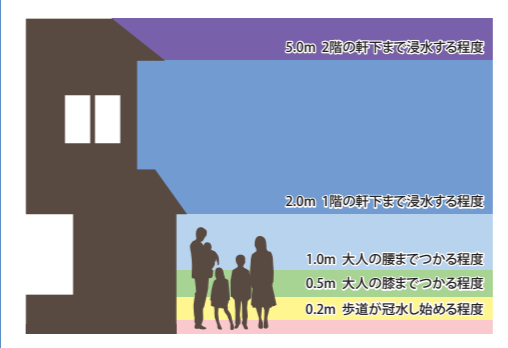 5.0m 2階の軒下まで浸水する程度
2.0m 1階の軒下まで浸水する程度
1.0m 大人の腰までつかる程度
0.5m 大人の膝までつかる程度
0.2m 歩道が冠水し始める程度